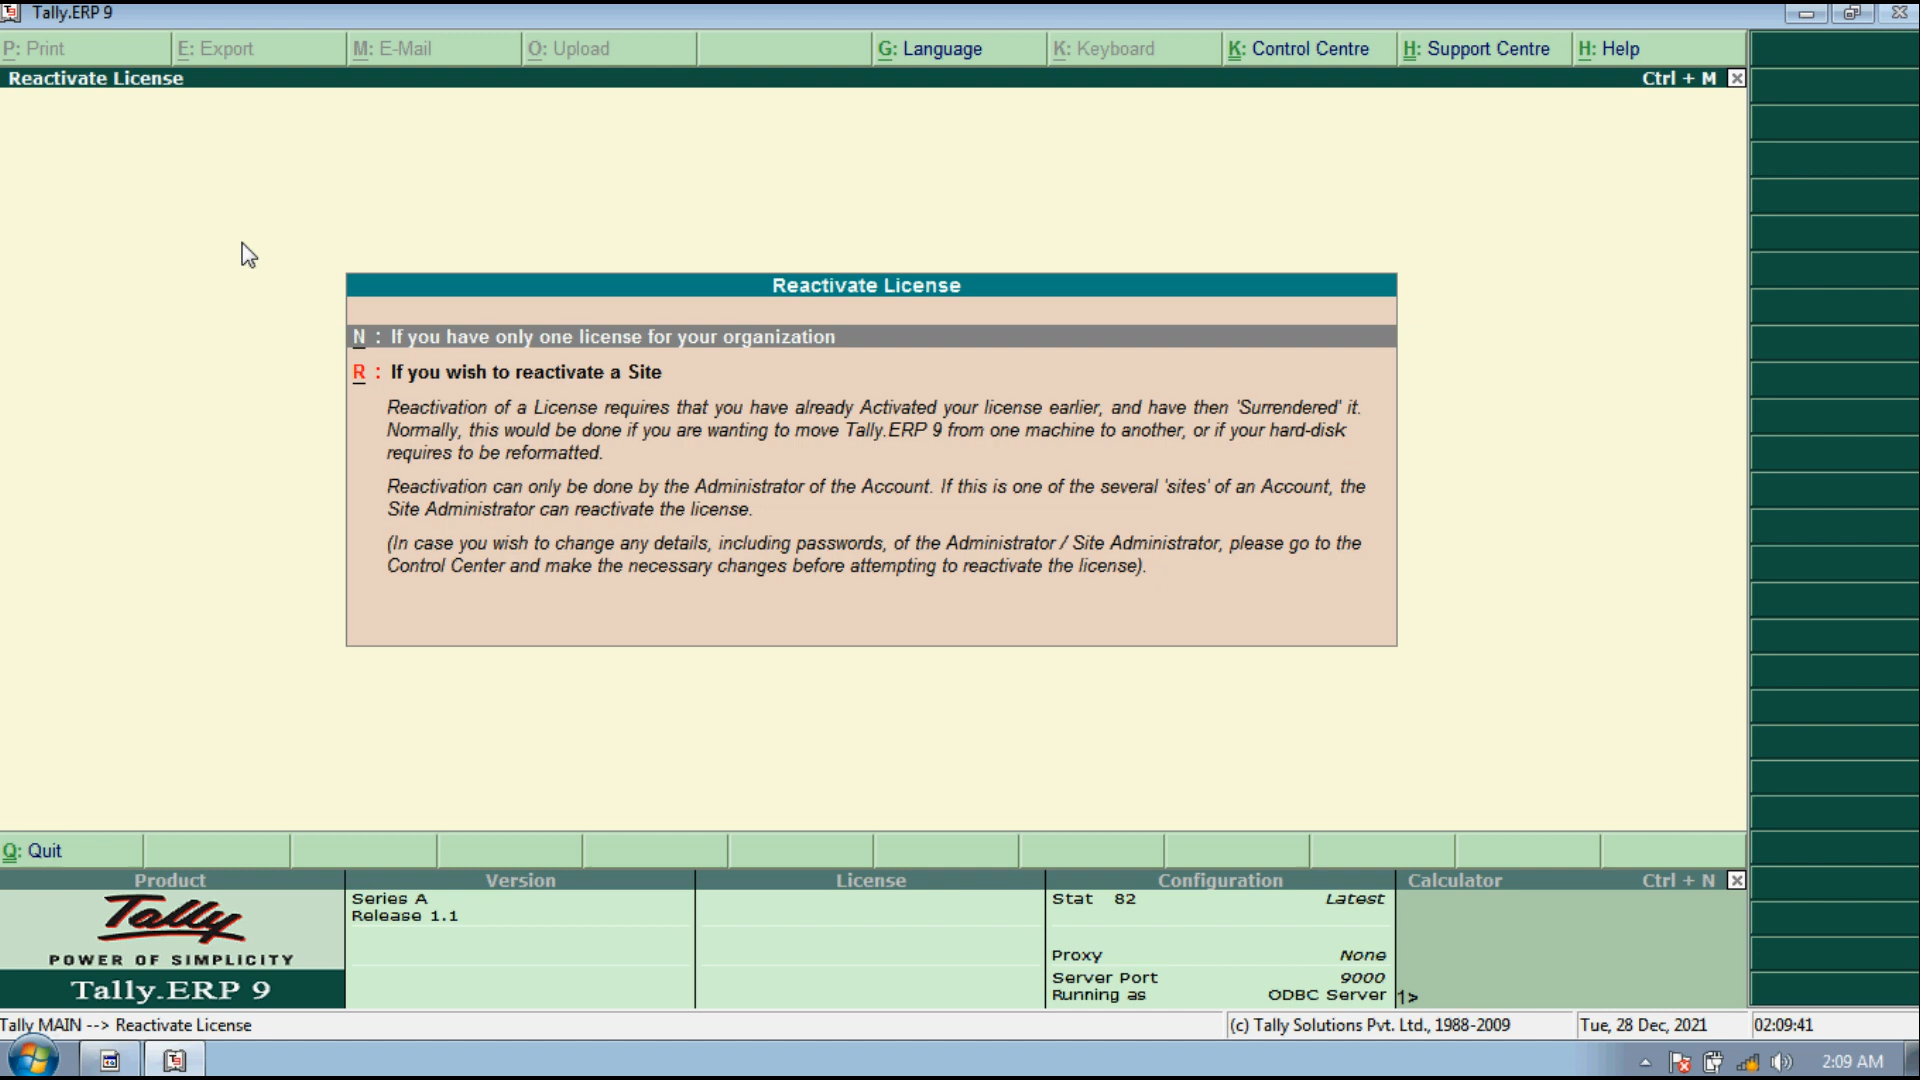 Tally.ERP 9
P: Print
E: Export
M: E-Mail
O: Upload
G: Language
K: Keyboard
K: Control Centre
H: Support Centre
H: Help
Reactivate License
Ctrl + M
Reactivate License
N : If you have only one license for your organization
R : If you wish to reactivate a Site
Reactivation of a License requires that you have already Activated your license earlier, and have then 'Surrendered' it.
Normally, this would be done if you are wanting to move Tally.ERP 9 from one machine to another, or if your hard-disk
requires to be reformatted.
Reactivation can only be done by the Administrator of the Account. If this is one of the several 'sites' of an Account, the
Site Administrator can reactivate the license.
(In case you wish to change any details, including passwords, of the Administrator / Site Administrator, please go to the
Control Center and make the necessary changes before attempting to reactivate the license).
Q: Quit
Product
Version
License
Configuration
Calculator
Ctrl + N
Tally
POWER OF SIMPLICITY
Tally.ERP 9
Series A
Release 1.1
Stat 82 Latest
Proxy None
Server Port 9000
Running as ODBC Server
1>
Tally MAIN --> Reactivate License
(c) Tally Solutions Pvt. Ltd., 1988-2009
Tue, 28 Dec, 2021
02:09:41
2:09 AM